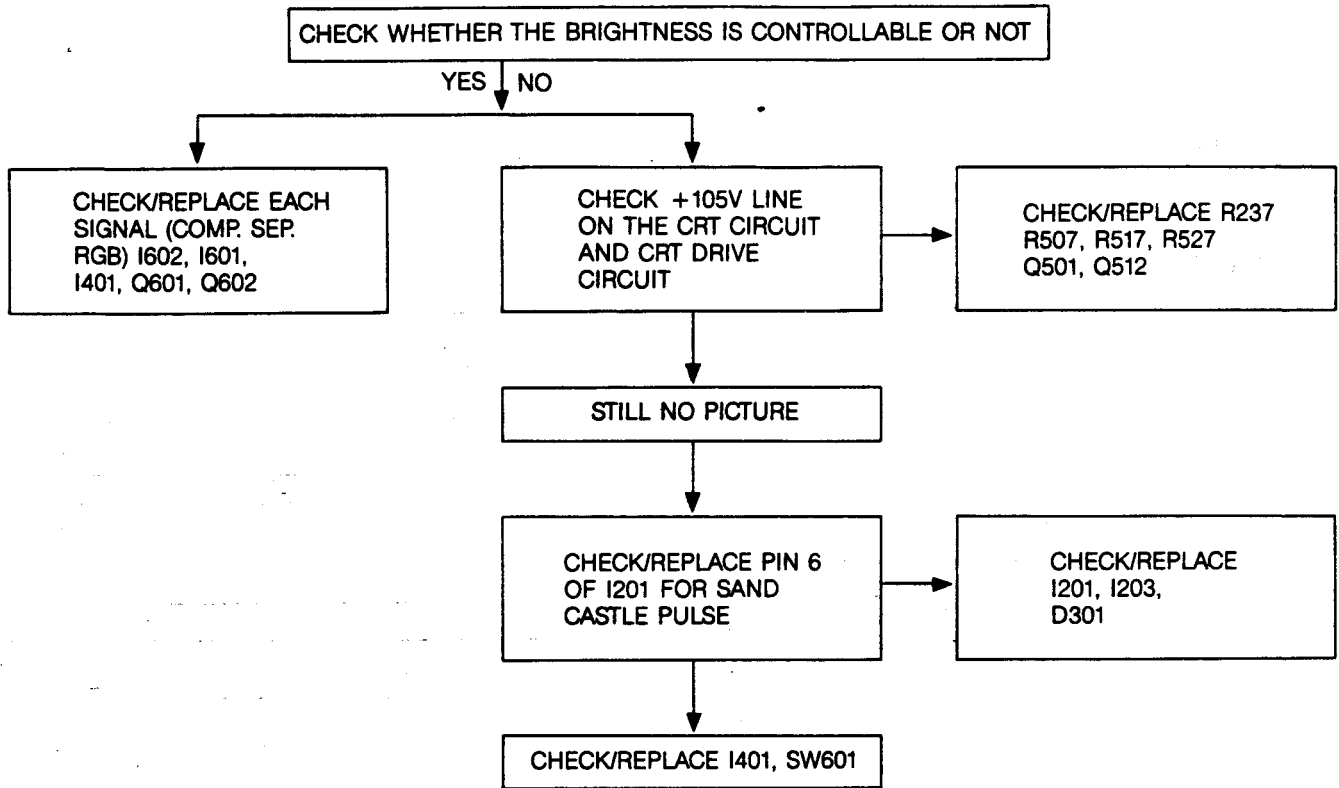 CHECK WHETHER THE BRIGHTNESS IS CONTROLLABLE OR NOT
YES NO
CHECK/REPLACE EACH
SIGNAL (COMP. SEP.
RGB) I602, I601,
I401, Q601, Q602
CHECK +105V LINE
ON THE CRT CIRCUIT
AND CRT DRIVE
CIRCUIT
CHECK/REPLACE R237
R507, R517, R527
Q501, Q512
STILL NO PICTURE
CHECK/REPLACE PIN 6
OF I201 FOR SAND
CASTLE PULSE
CHECK/REPLACE
I201, I203,
D301
CHECK/REPLACE I401, SW601